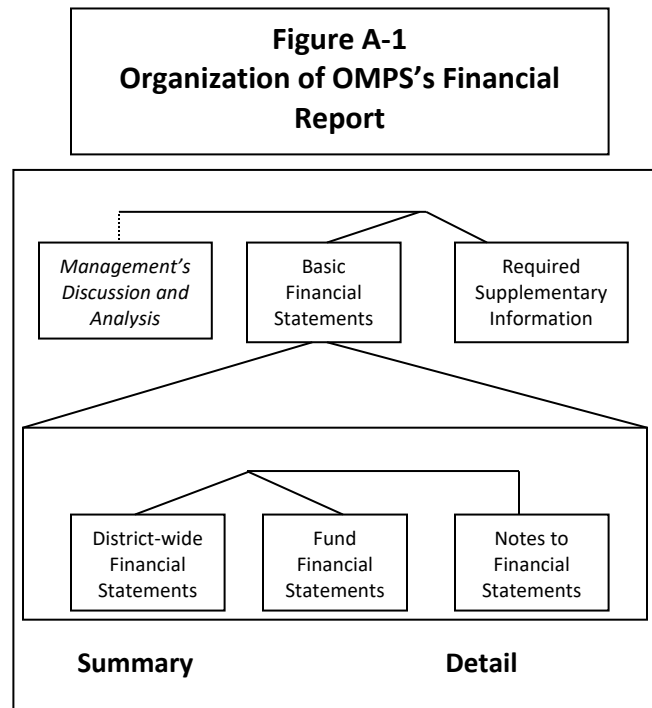 Figure A-1
Organization of OMPS’s Financial
Report
Management’s
Discussion and
Analysis
Basic
Financial
Statements
Required
Supplementary
Information
District-wide
Financial
Statements
Fund
Financial
Statements
Notes to
Financial
Statements
Summary
Detail